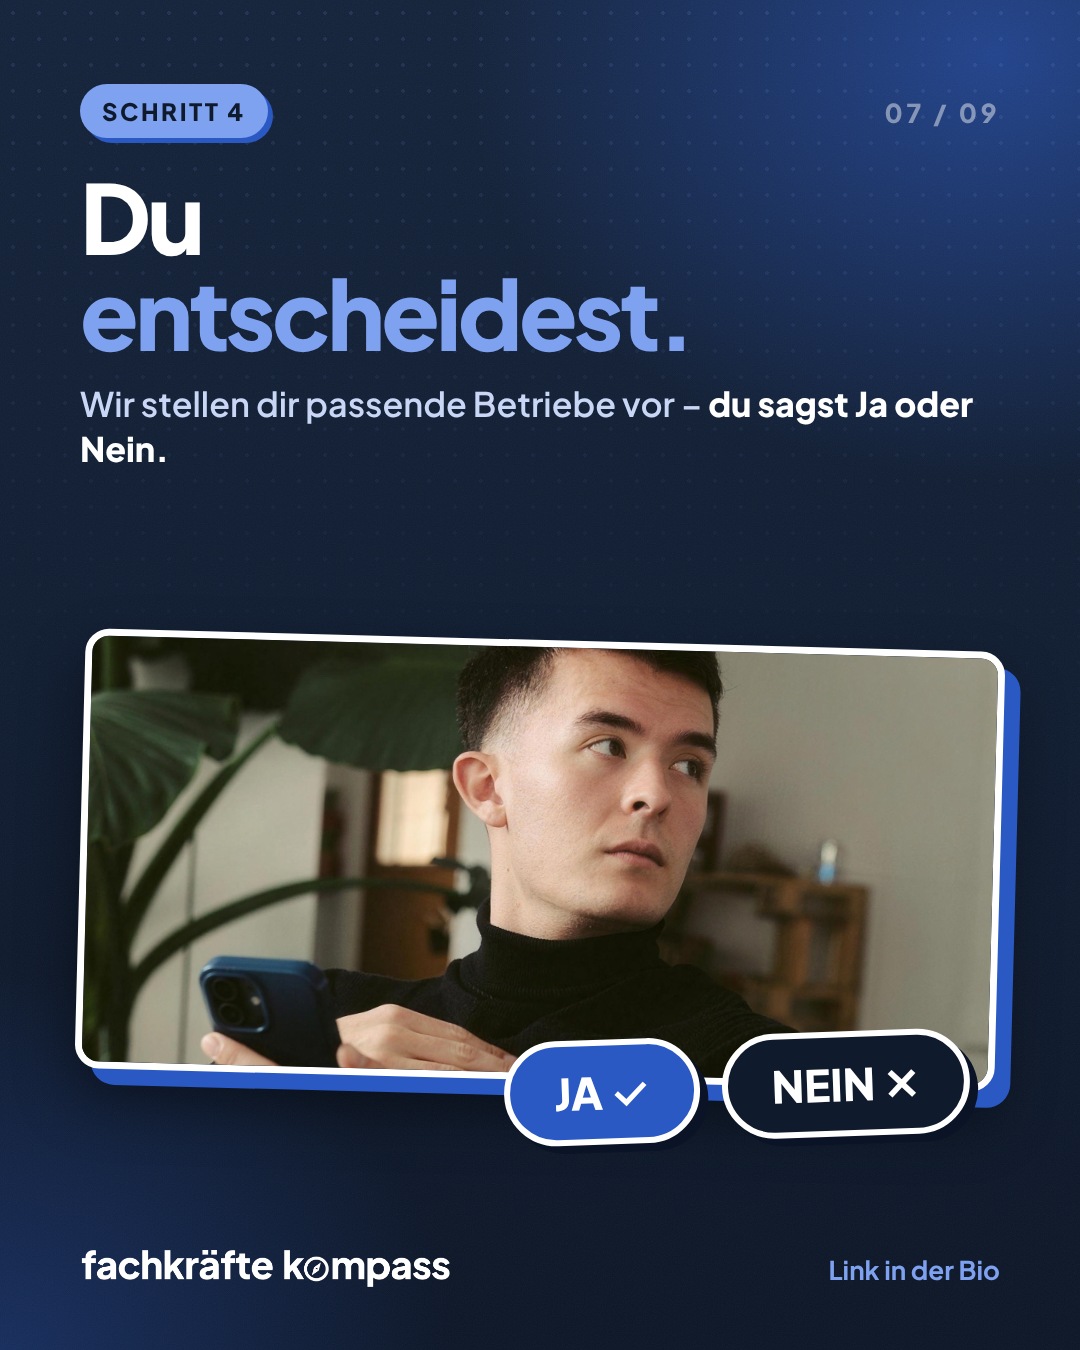 SCHRITT 4
07 / 09
Du
entscheidest.
Wir stellen dir passende Betriebe vor – du sagst Ja oder
Nein.
JA ✓
NEIN ✕
fachkräfte kompass
Link in der Bio